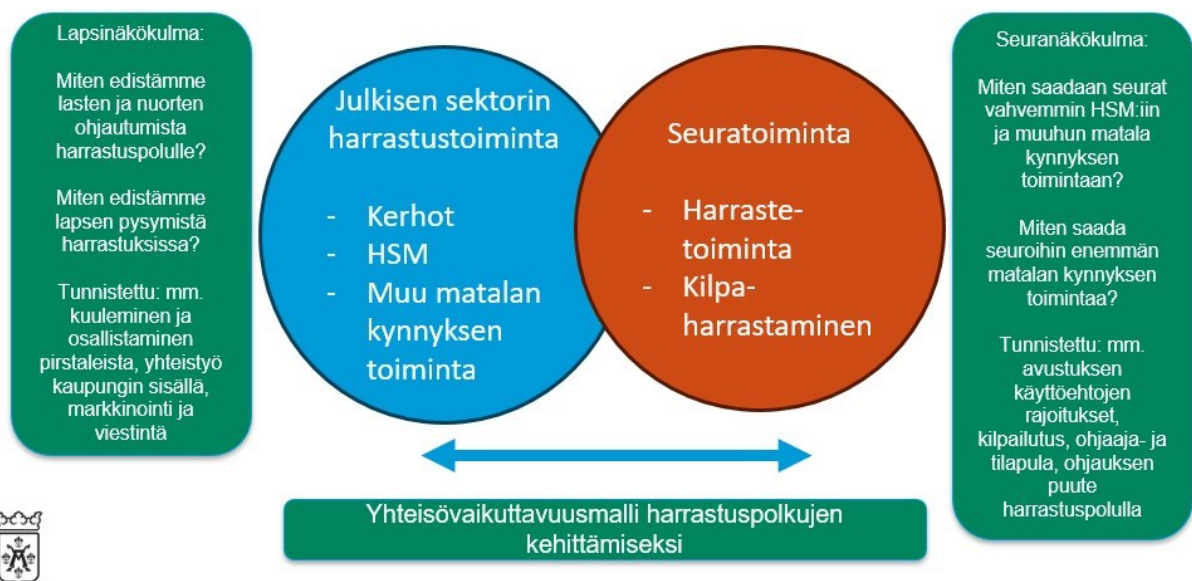 Lapsinäkökulma:
Miten edistämme
lasten ja nuorten
ohjautumista
harrastuspolulle?
Miten edistämme
lapsen pysymistä
harrastuksissa?
Tunnistettu: mm.
kuuleminen ja
osallistaminen
pirstaleista, yhteistyö
kaupungin sisällä,
markkinointi ja
viestintä
Julkisen sektorin
harrastustoiminta
- Kerhot
- HSM
- Muu matalan
kynnyksen
toiminta
Seuratoiminta
- Harraste-
toiminta
- Kilpa-
harrastaminen
Seuranäkökulma:
Miten saadaan seurat
vahvemmin HSM:iin
ja muuhun matala
kynnyksen
toimintaan?
Miten saada
seuroihin enemmän
matalan kynnyksen
toimintaa?
Tunnistettu: mm.
avustuksen
käyttöehtojen
rajoitukset,
kilpailutus, ohjaaja- ja
tilapula, ohjauksen
puute
harrastuspolulla
Yhteisövaikuttavuusmalli harrastuspolkujen
kehittämiseksi